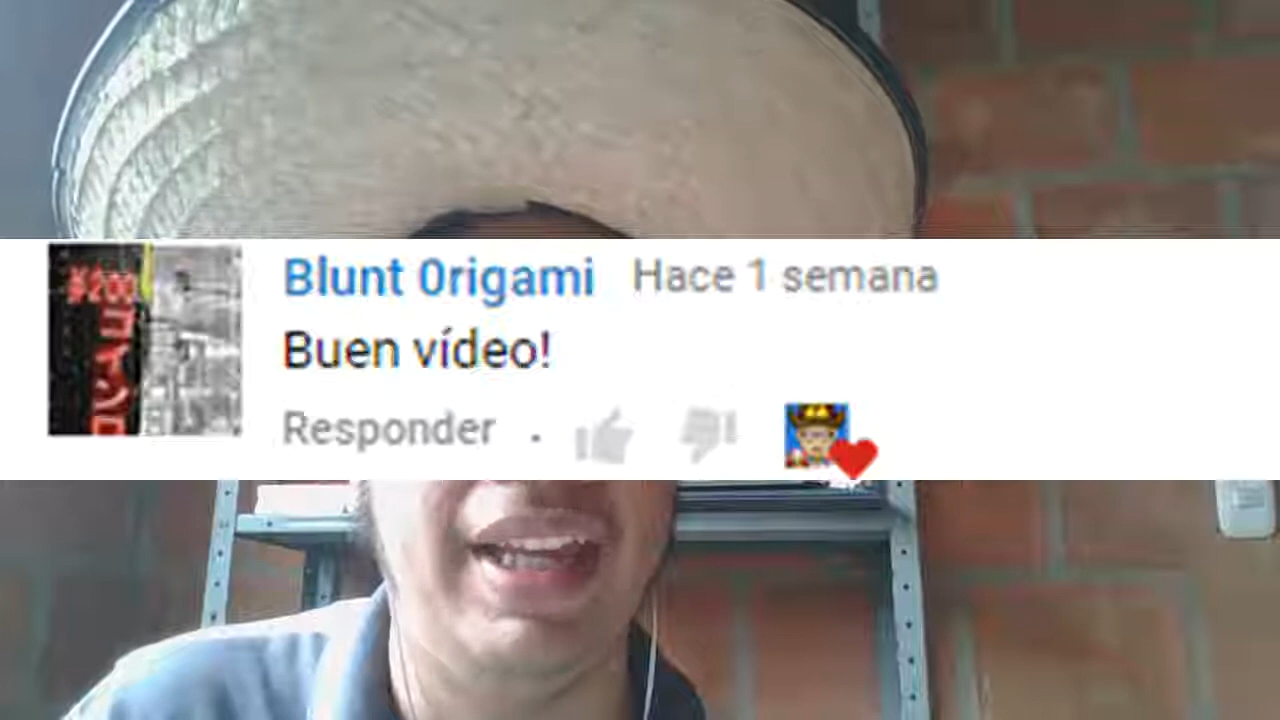 Blunt 0rigami Hace 1 semana
Buen vídeo!
Responder .